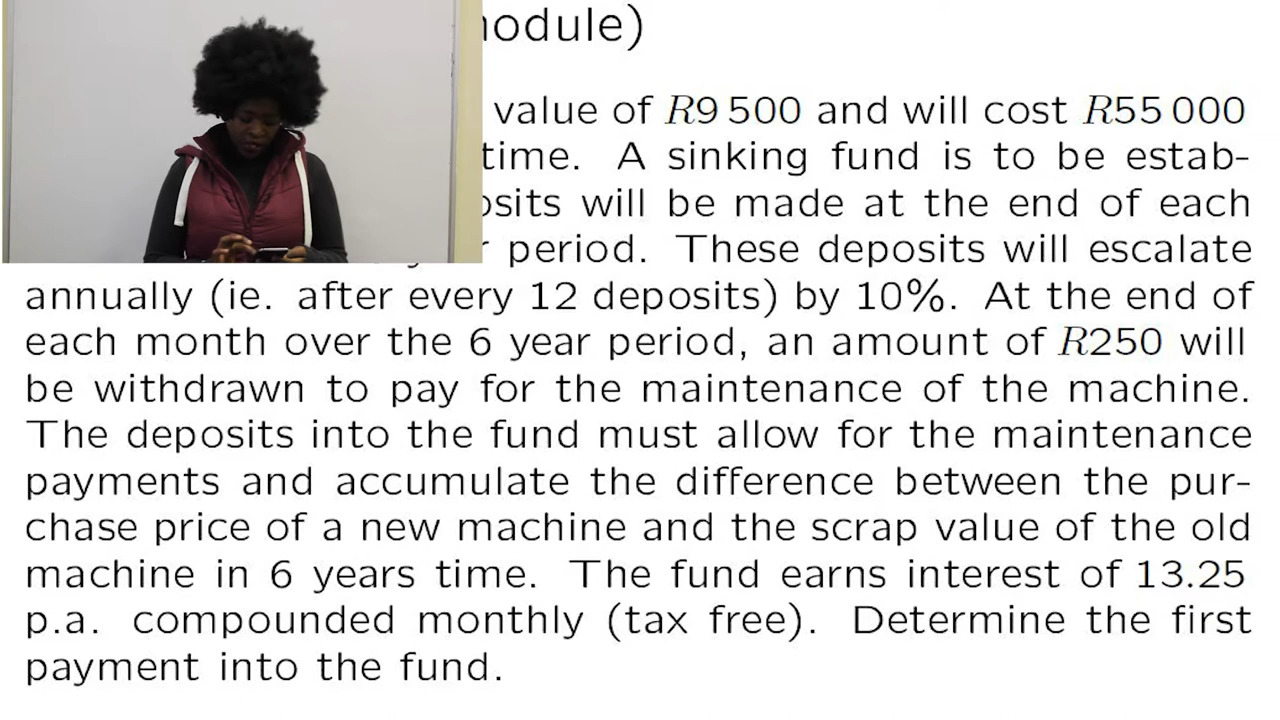 odule)
value of R9 500 and will cost R55 000
time. A sinking fund is to be estab-
osits will be made at the end of each
period. These deposits will escalate
annually (ie. after every 12 deposits) by 10%. At the end of
each month over the 6 year period, an amount of R250 will
be withdrawn to pay for the maintenance of the machine.
The deposits into the fund must allow for the maintenance
payments and accumulate the difference between the pur-
chase price of a new machine and the scrap value of the old
machine in 6 years time. The fund earns interest of 13.25
p.a. compounded monthly (tax free). Determine the first
payment into the fund.